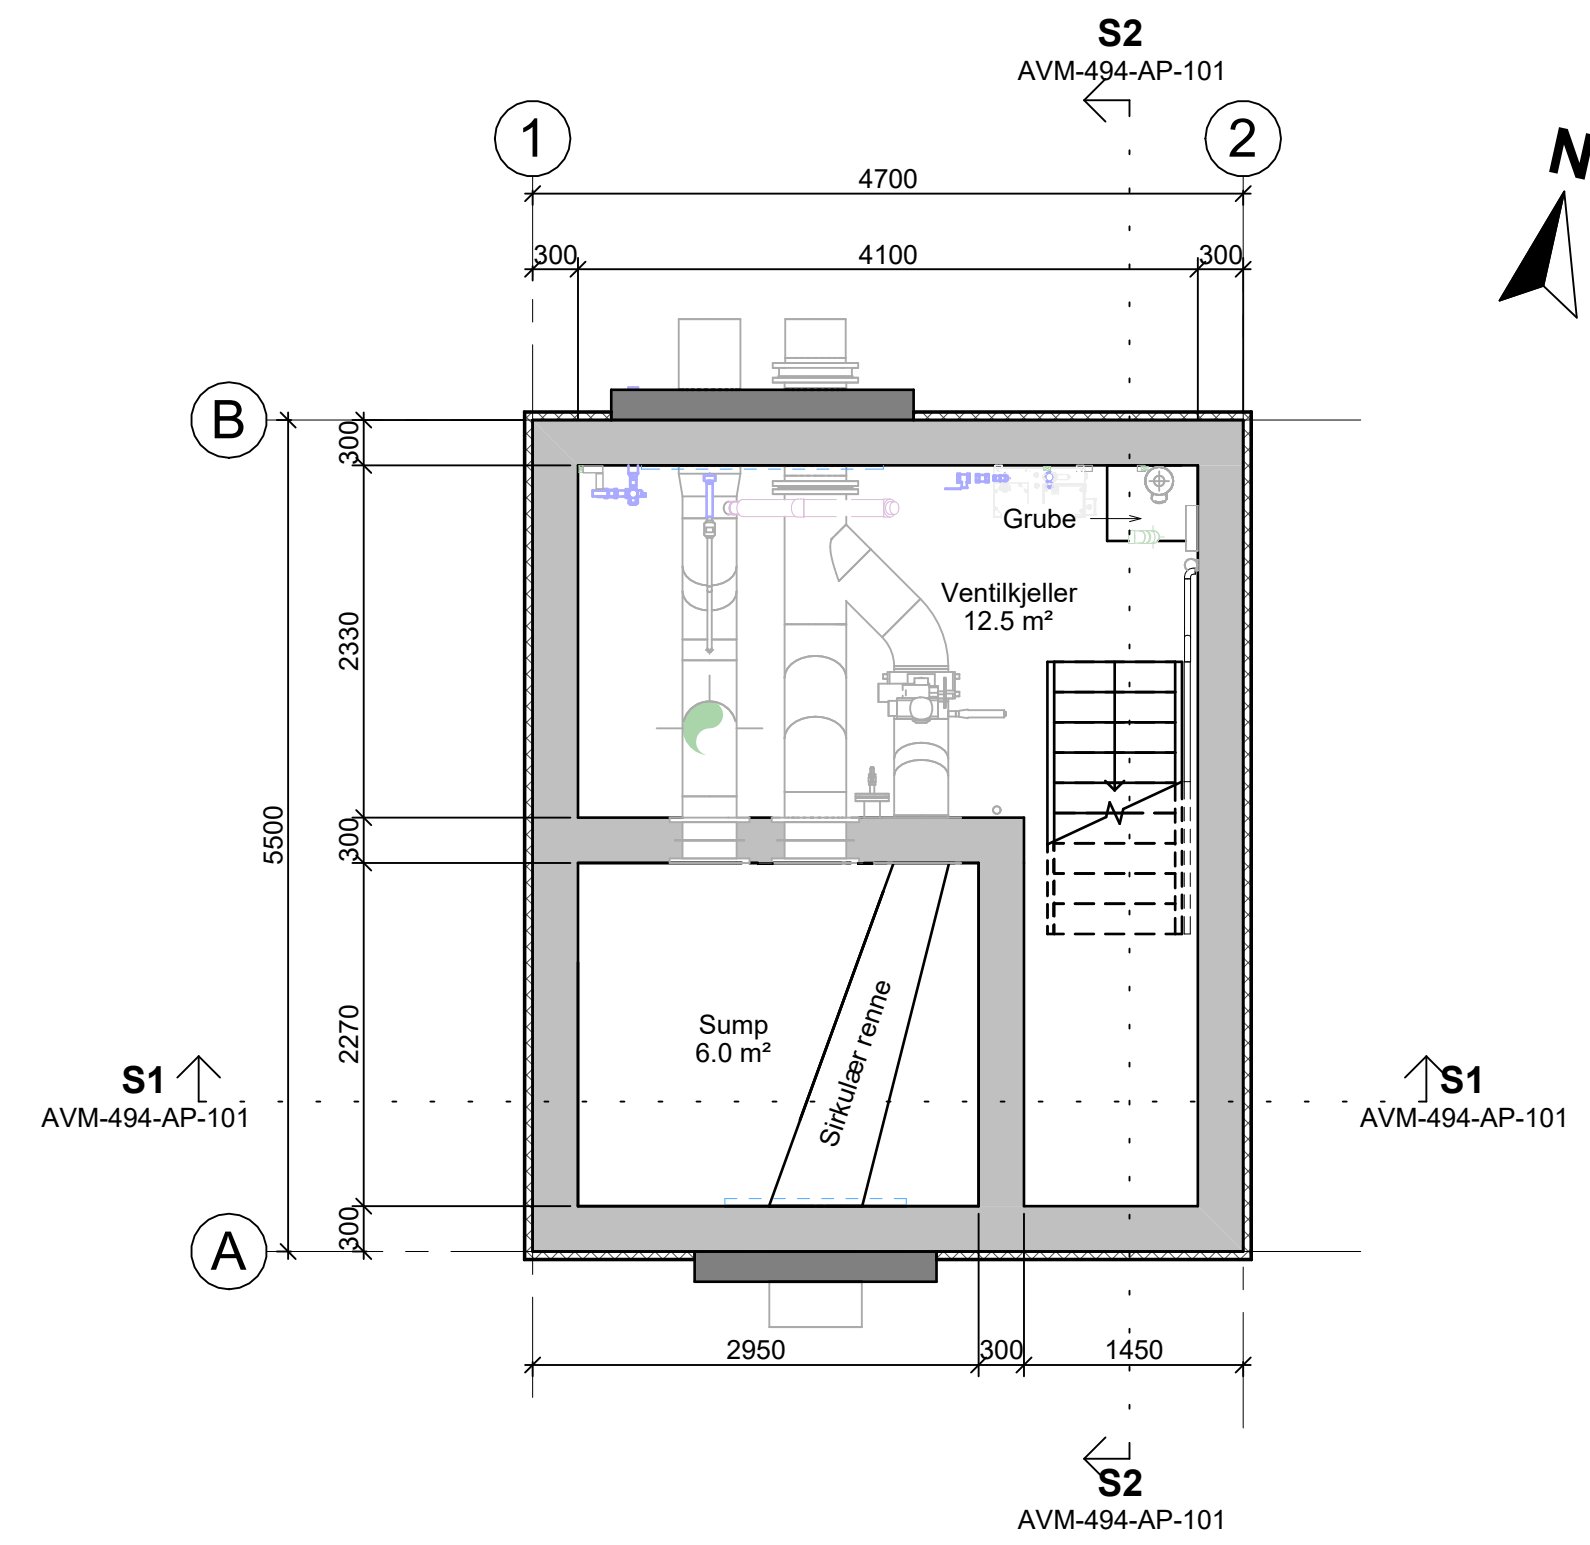 S2
AVM-494-AP-101
N
1
2
4700
300
4100
300
B
300
Grube
Ventilkjeller
12.5 m²
2330
5500
300
2270
Sump
6.0 m²
Sirkulær renne
S1
AVM-494-AP-101
S1
AVM-494-AP-101
300
A
2950
300
1450
S2
AVM-494-AP-101